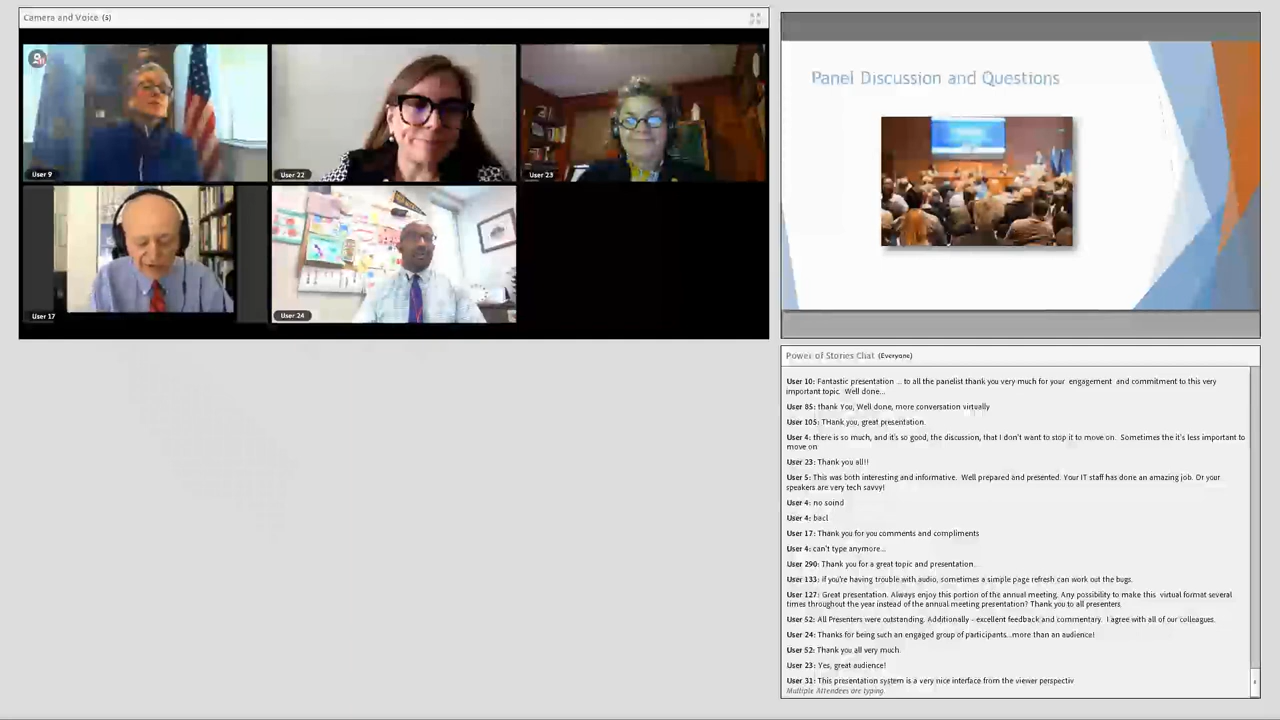 Camera and Voice (5)
User 9
User 22
User 23
User 17
User 24
Panel Discussion and Questions
Power of Stories Chat (Everyone)
User 10: Fantastic presentation ... to all the panelist thank you very much for your engagement and commitment to this very
important topic. Well done...
User 85: thank You, Well done, more conversation virtually
User 105: THank you, great presentation.
User 4: there is so much, and it's so good, the discussion, that I don't want to stop it to move on. Sometimes the it's less important to
move on
User 23: Thank you all!!
User 5: This was both interesting and informative. Well prepared and presented. Your IT staff has done an amazing job. Or your
speakers are very tech savvy!
User 4: no soind
User 4: bacl
User 17: Thank you for you comments and compliments
User 4: can't type anymore...
User 290: Thank you for a great topic and presentation.
User 133: if you're having trouble with audio, sometimes a simple page refresh can work out the bugs.
User 127: Great presentation. Always enjoy this portion of the annual meeting. Any possibility to make this virtual format several
times throughout the year instead of the annual meeting presentation? Thank you to all presenters
User 52: All Presenters were outstanding. Additionally - excellent feedback and commentary. I agree with all of our colleagues.
User 24: Thanks for being such an engaged group of participants...more than an audience!
User 52: Thank you all very much.
User 23: Yes, great audience!
User 31: This presentation system is a very nice interface from the viewer perspectiv
Multiple Attendees are typing.